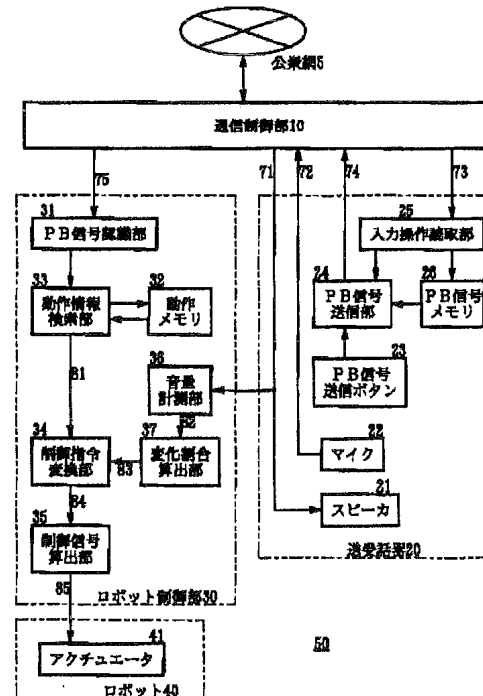 公衆網5
通信制御部10
75
71
72
74
73
31
PB信号認識部
25
入力操作読取部
33
動作情報
検索部
32
動作
メモリ
24
PB信号
送信部
26
PB信号
メモリ
81
36
音量
計測部
23
PB信号
送信ボタン
82
34
制御指令
変換部
83
37
変化割合
算出部
22
マイク
84
21
スピーカ
35
制御信号
算出部
送受話器20
85
ロボット制御部30
41
アクチュエータ
50
ロボット40